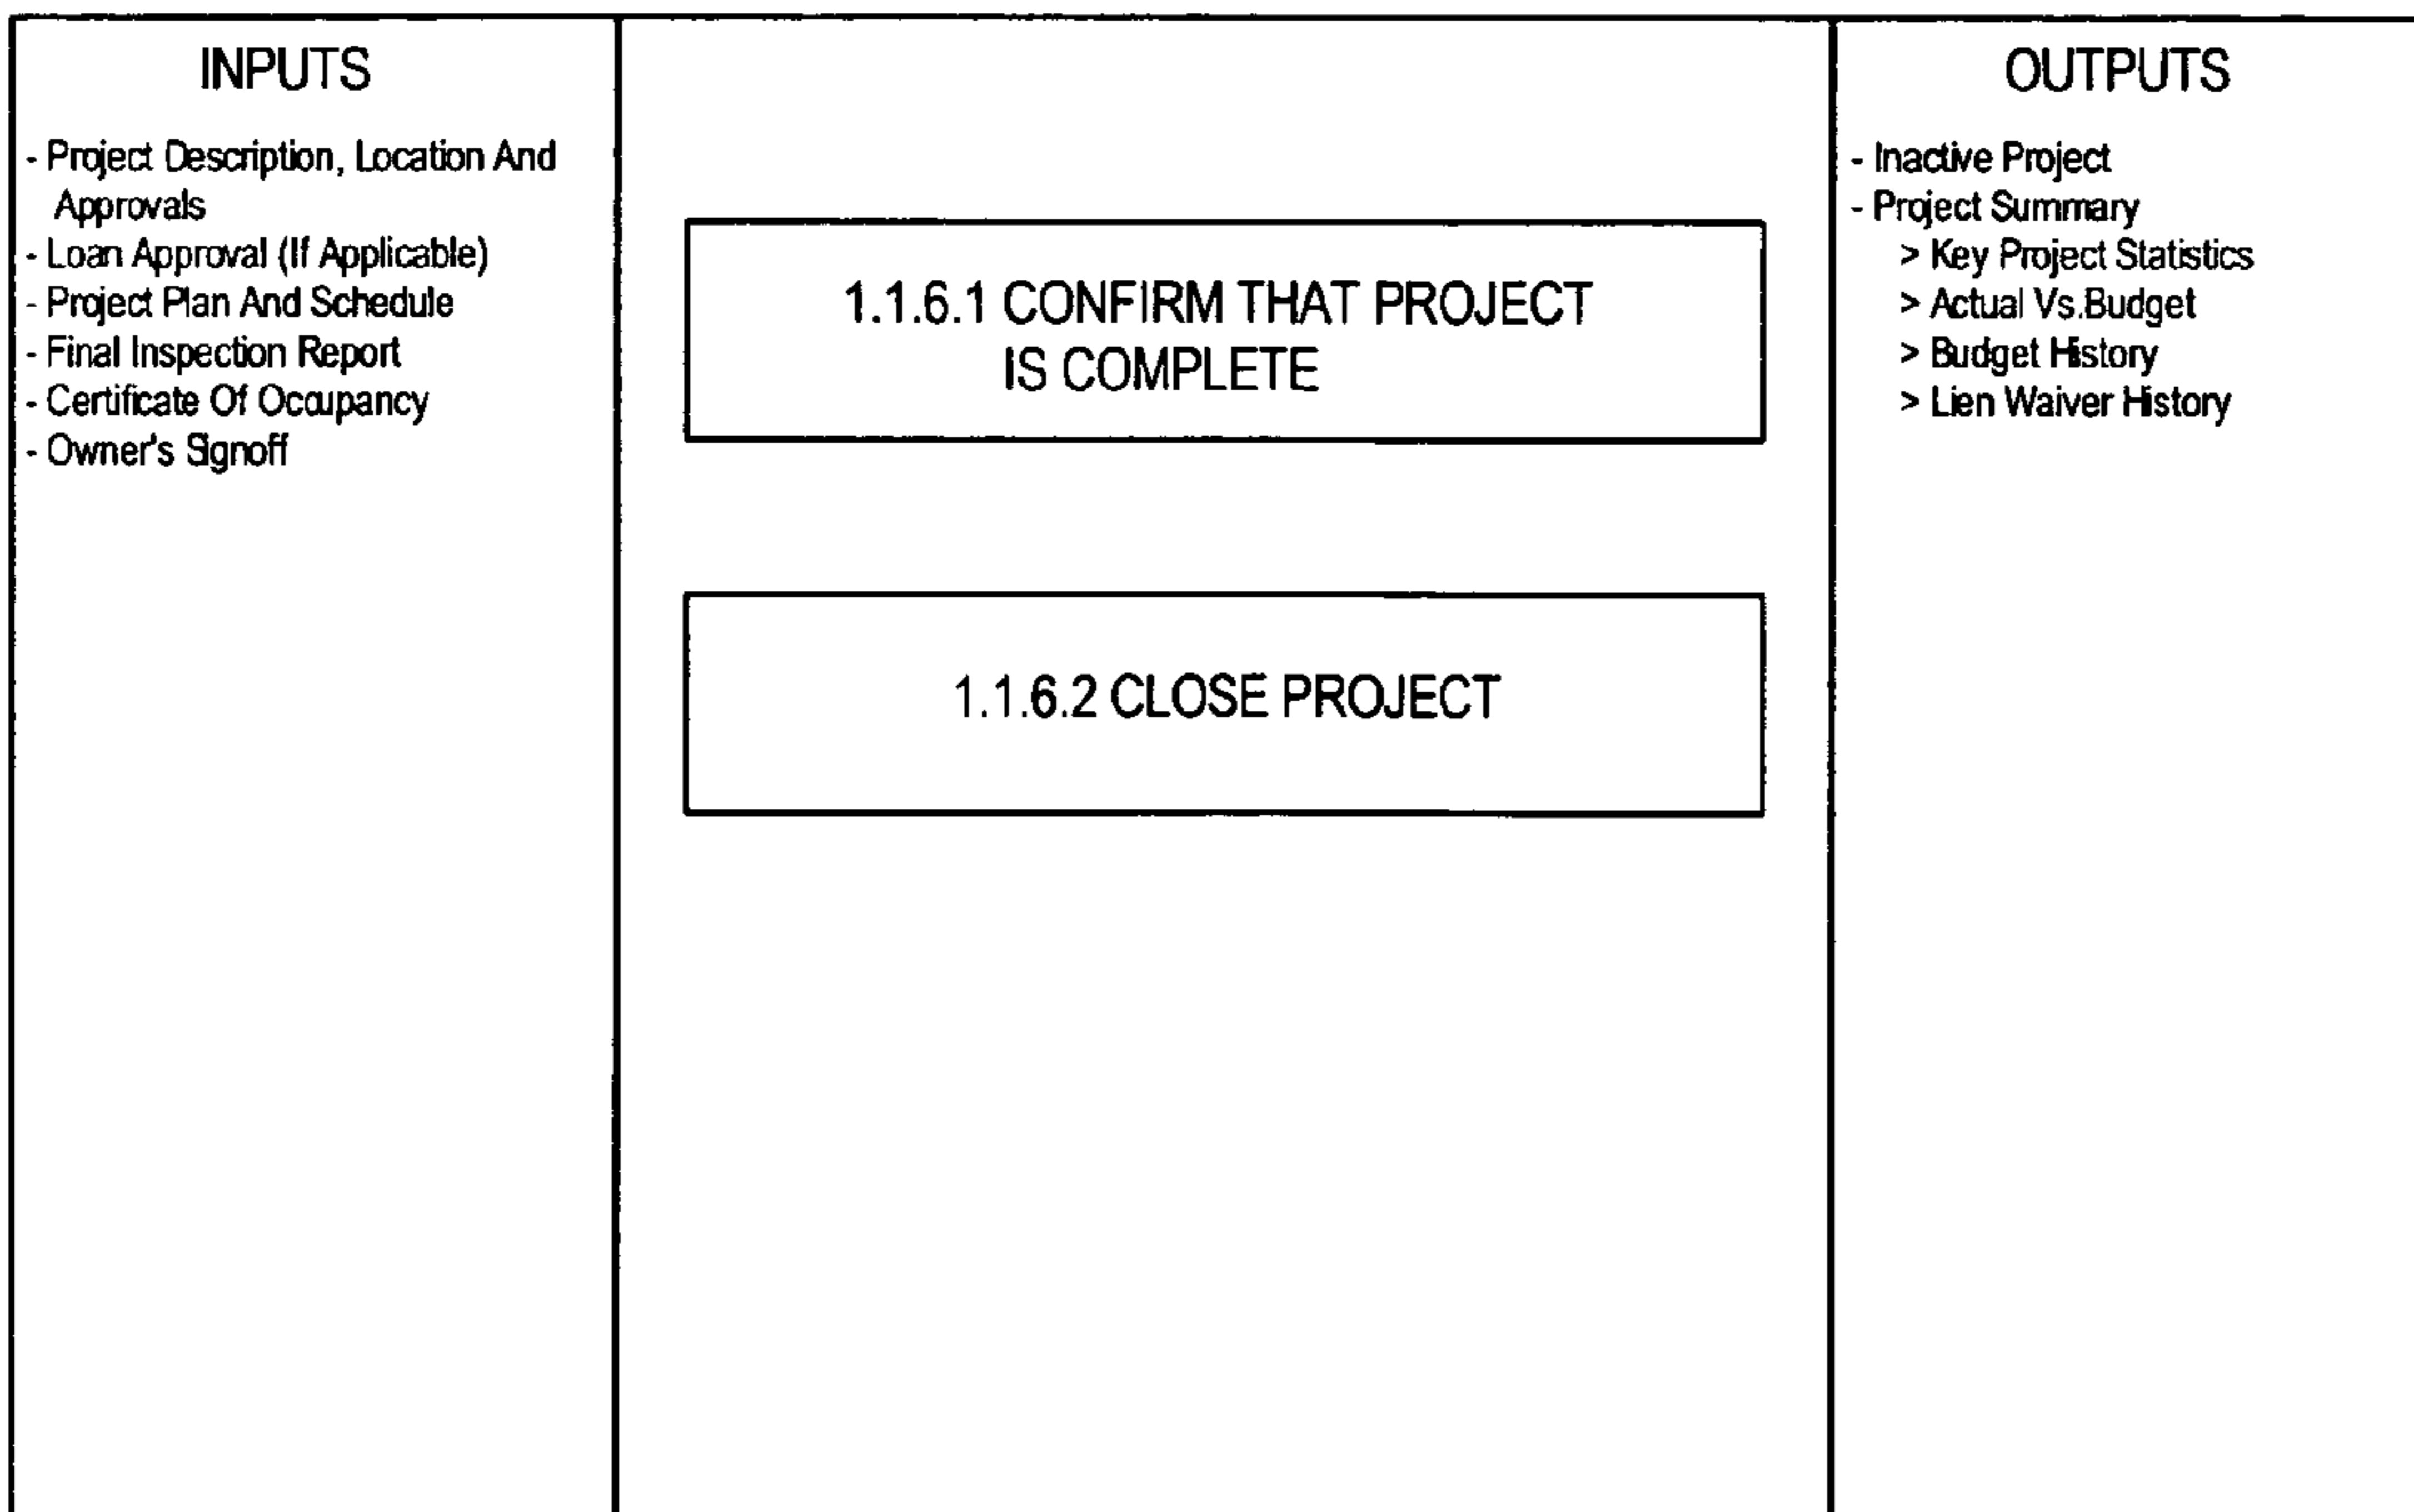 INPUTS
- Project Description, Location And
Approvals
- Loan Approval (If Applicable)
- Project Plan And Schedule
- Final Inspection Report
- Certificate Of Occupancy
- Owner's Signoff
1.1.6.1 CONFIRM THAT PROJECT
IS COMPLETE
1.1.6.2 CLOSE PROJECT
OUTPUTS
- Inactive Project
- Project Summary
> Key Project Statistics
> Actual Vs.Budget
> Budget History
> Lien Waiver History